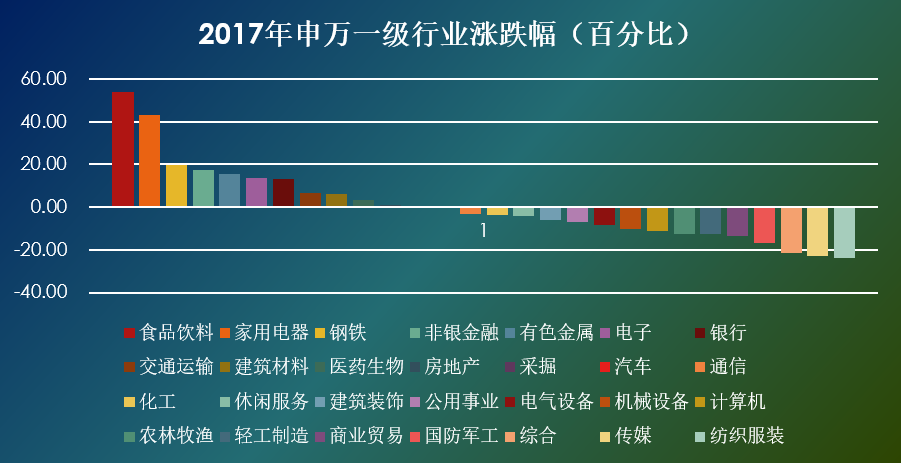 2017年申万一级行业涨跌幅（百分比）
60.00
40.00
20.00
0.00
-20.00
-40.00
1
食品饮料 家用电器 钢铁 非银金融 有色金属 电子 银行
交通运输 建筑材料 医药生物 房地产 采掘 汽车 通信
化工 休闲服务 建筑装饰 公用事业 电气设备 机械设备 计算机
农林牧渔 轻工制造 商业贸易 国防军工 综合 传媒 纺织服装